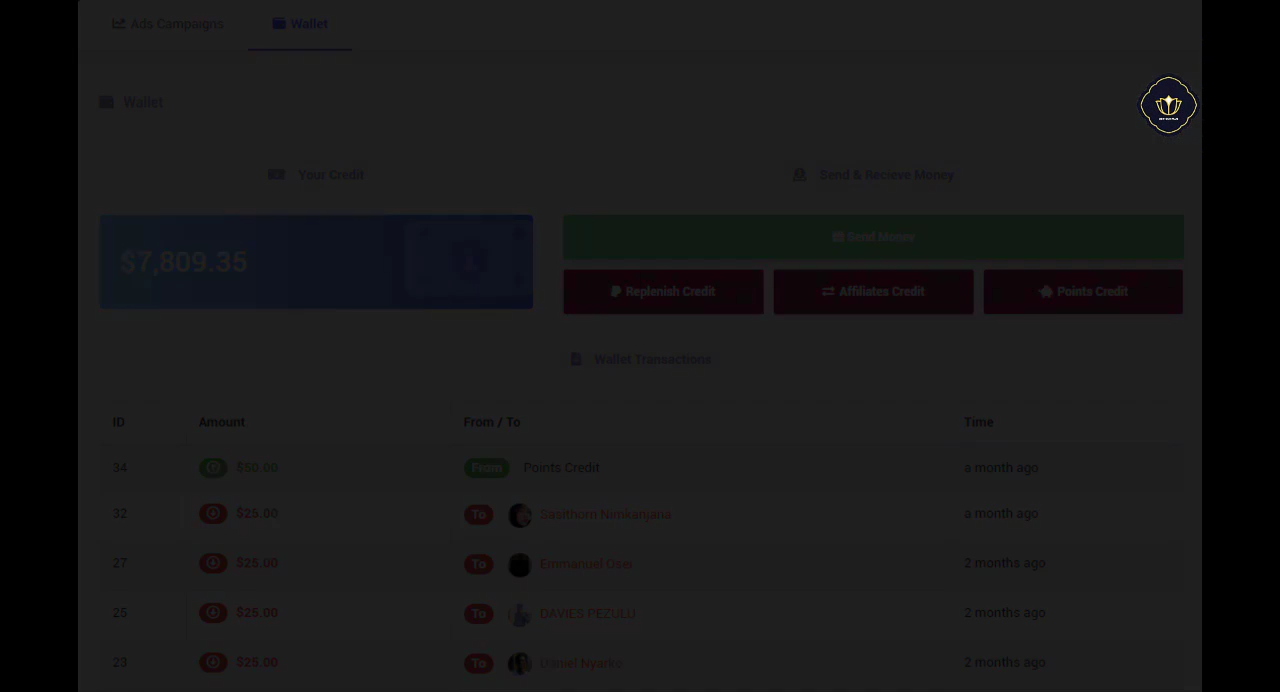 Ads Campaigns Wallet
Wallet
Your Credit Send & Recieve Money
$7,809.35
Send Money
Replenish Credit Affiliates Credit Points Credit
Wallet Transactions
ID Amount From / To Time
34 $50.00 From Points Credit a month ago
32 $25.00 To Sasithorn Nimkanjana a month ago
27 $25.00 To Emmanuel Osei 2 months ago
25 $25.00 To DAVIES PEZULU 2 months ago
23 $25.00 To Daniel Nyarko 2 months ago